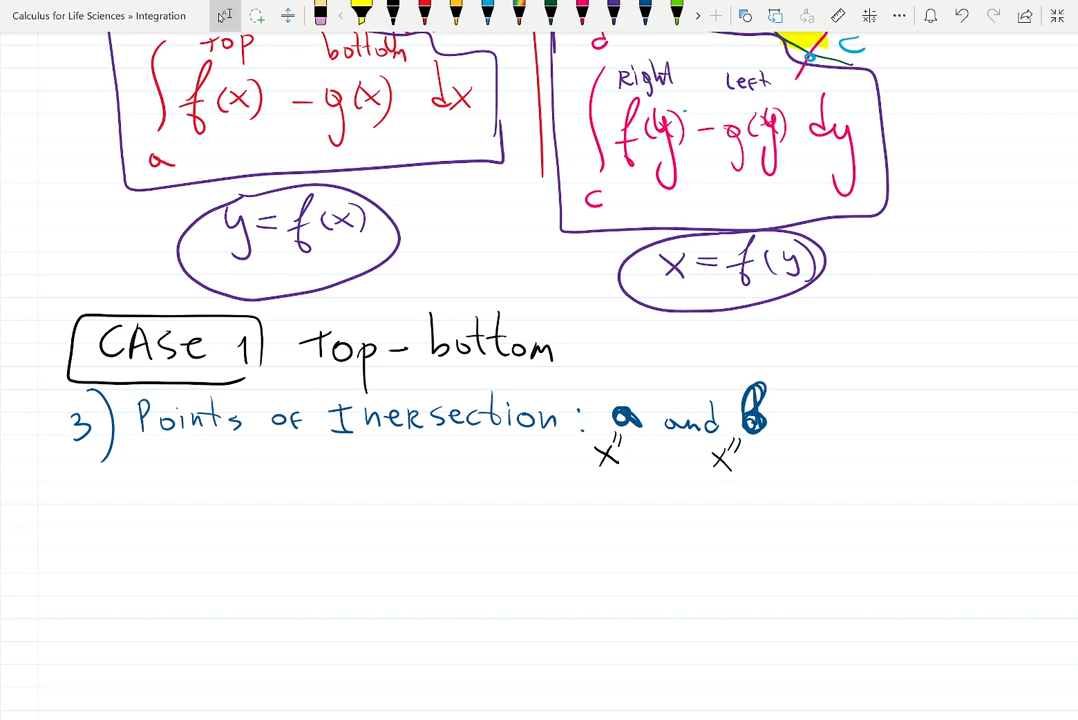 Calculus for Life Sciences » Integration
top bottom
∫ f(x) - g(x) dx
a
y = f(x)
d
c
Right Left
∫ f(y) - g(y) dy
c
x = f(y)
CASE 1 top - bottom
3) Points of Inersection : a and b
x" x"